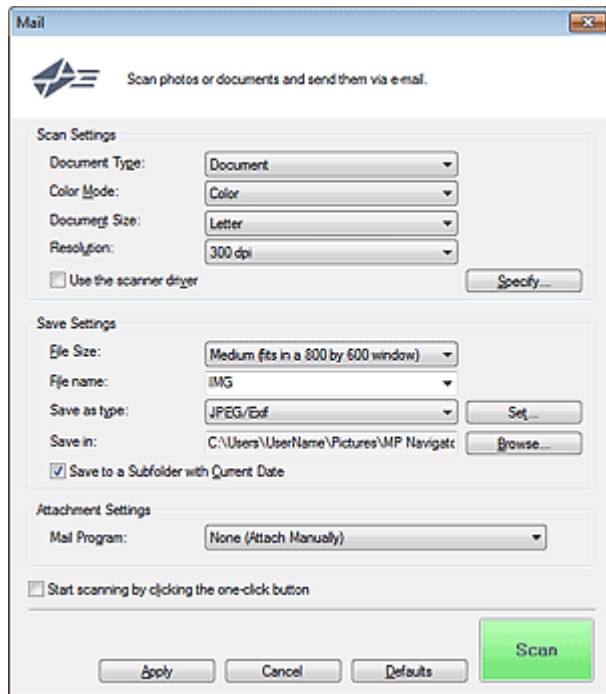 Mail
Scan photos or documents and send them via e-mail.
Scan Settings
Document Type: Document
Color Mode: Color
Document Size: Letter
Resolution: 300 dpi
Use the scanner driver Specify...
Save Settings
File Size: Medium (fits in a 800 by 600 window)
File name: IMG
Save as type: JPEG/Exif Set...
Save in: C:\Users\UserName\Pictures\MP Navigato Browse...
Save to a Subfolder with Current Date
Attachment Settings
Mail Program: None (Attach Manually)
Start scanning by clicking the one-click button
Scan
Apply Cancel Defaults